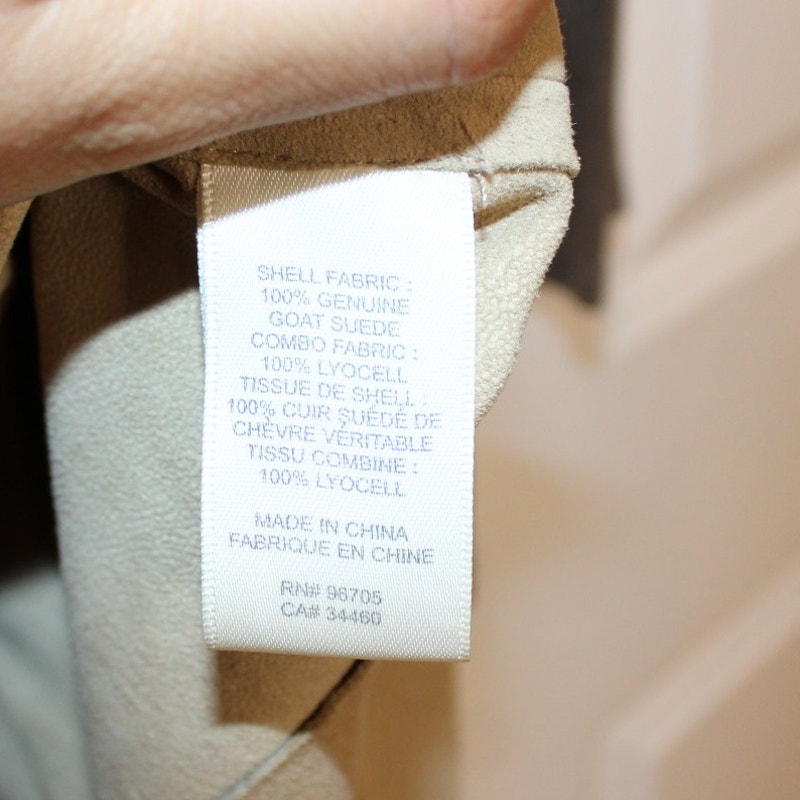 SHELL FABRIC :
100% GENUINE
GOAT SUEDE
COMBO FABRIC :
100% LYOCELL
TISSUE DE SHELL :
100% CUIR SUÉDÉ DE
CHÈVRE VÉRITABLE
TISSU COMBINE :
100% LYOCELL
MADE IN CHINA
FABRIQUE EN CHINE
RN# 96705
CA# 34460